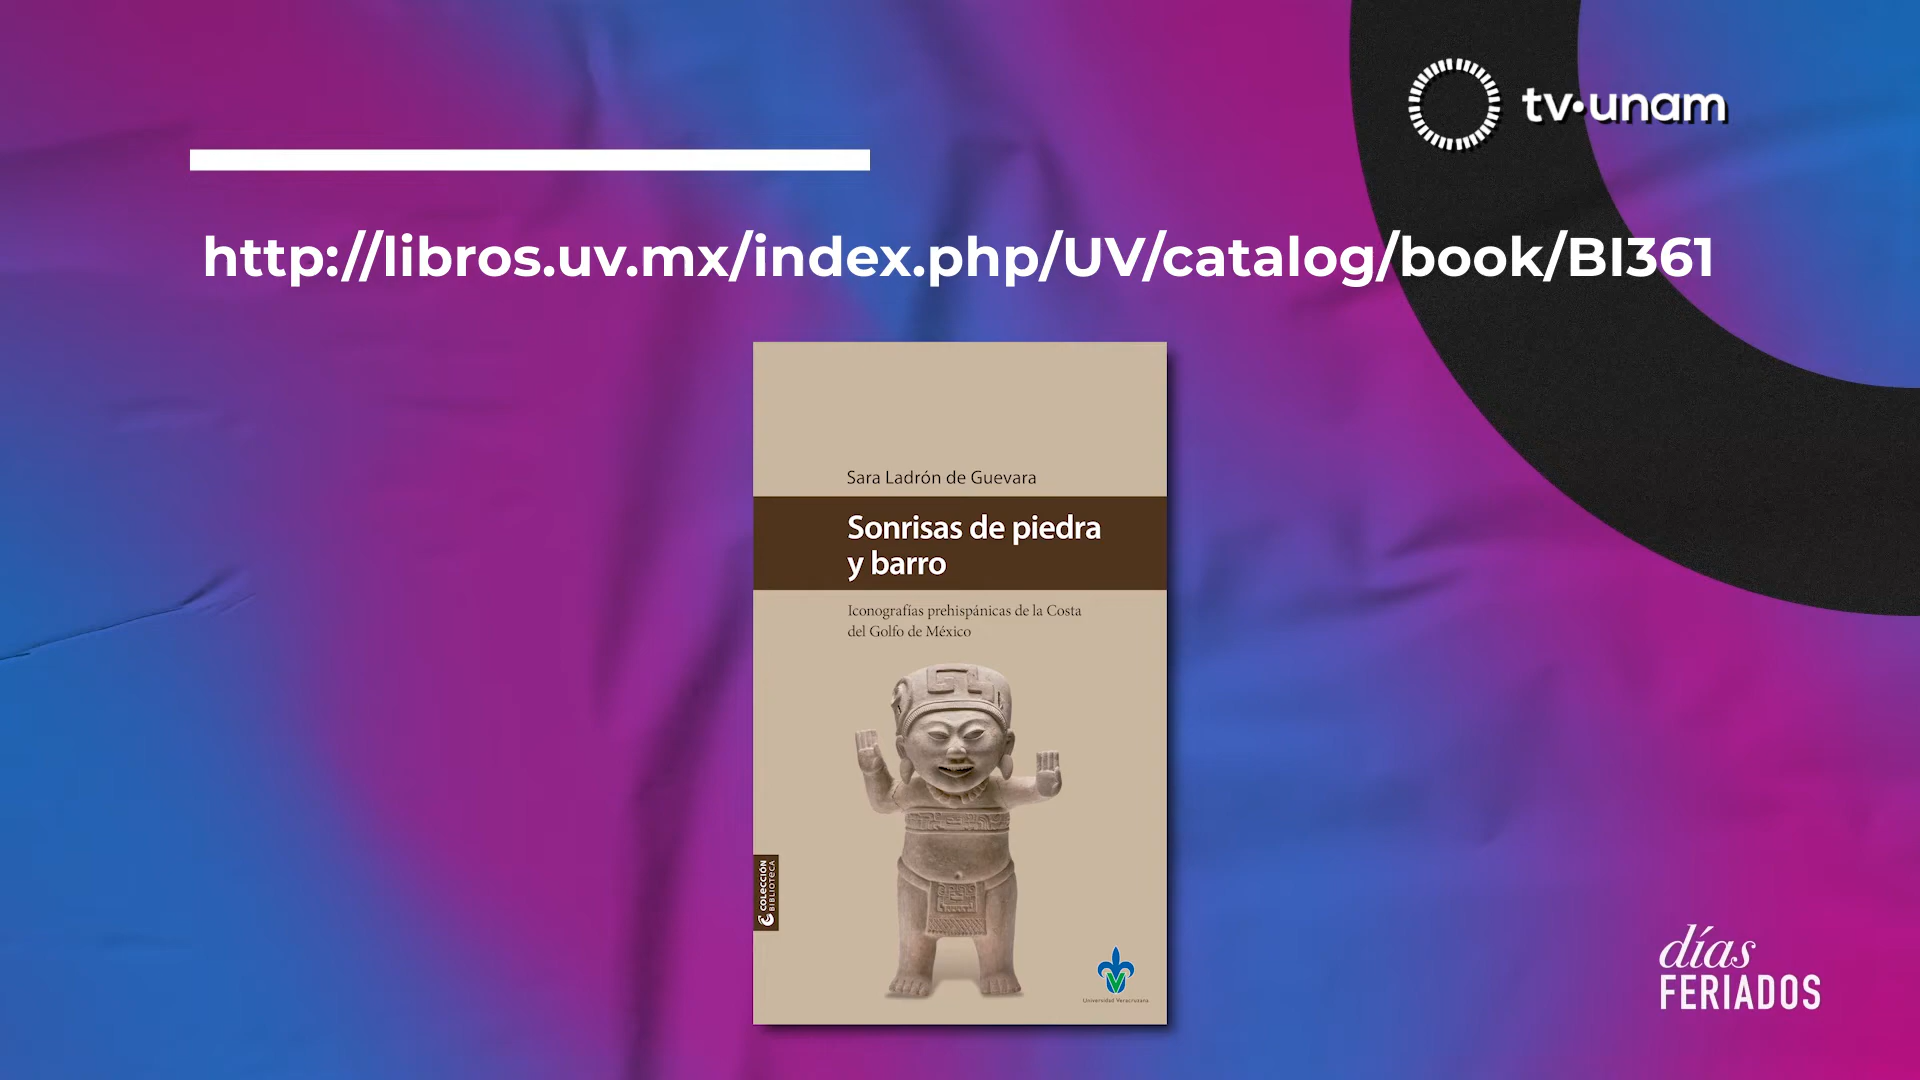 tv·unam
http://libros.uv.mx/index.php/UV/catalog/book/BI361
Sara Ladrón de Guevara
Sonrisas de piedra
y barro
Iconografías prehispánicas de la Costa
del Golfo de México
COLECCIÓN
BIBLIOTECA
Universidad Veracruzana
días
FERIADOS